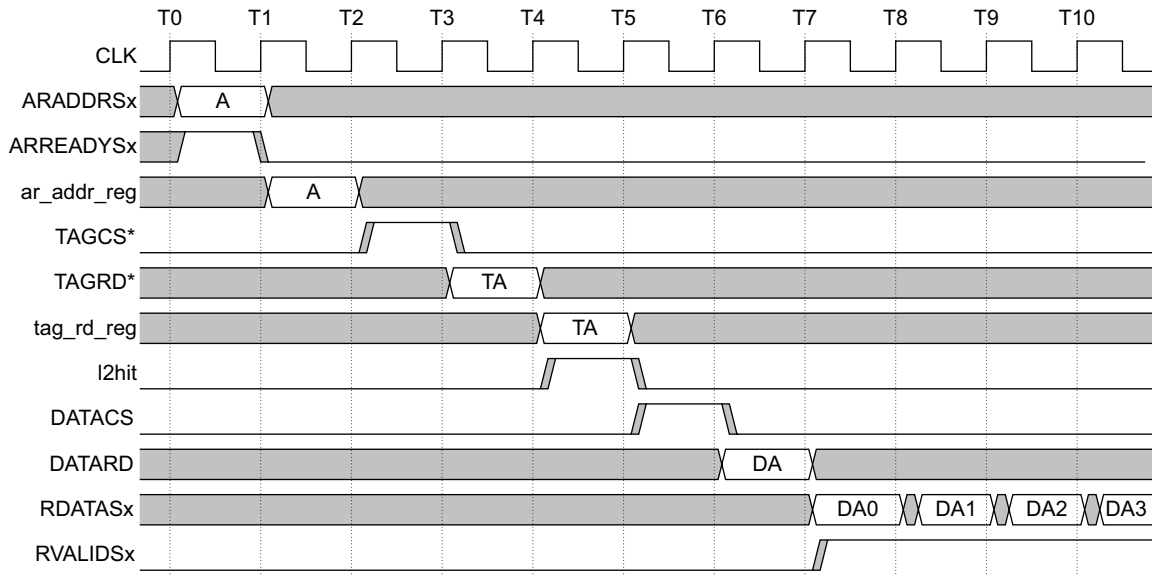 T0 T1 T2 T3 T4 T5 T6 T7 T8 T9 T10
CLK
ARADDRSx A
ARREADYSx
ar_addr_reg A
TAGCS*
TAGRD* TA
tag_rd_reg TA
l2hit
DATACS
DATARD DA
RDATASx DA0 DA1 DA2 DA3
RVALIDSx